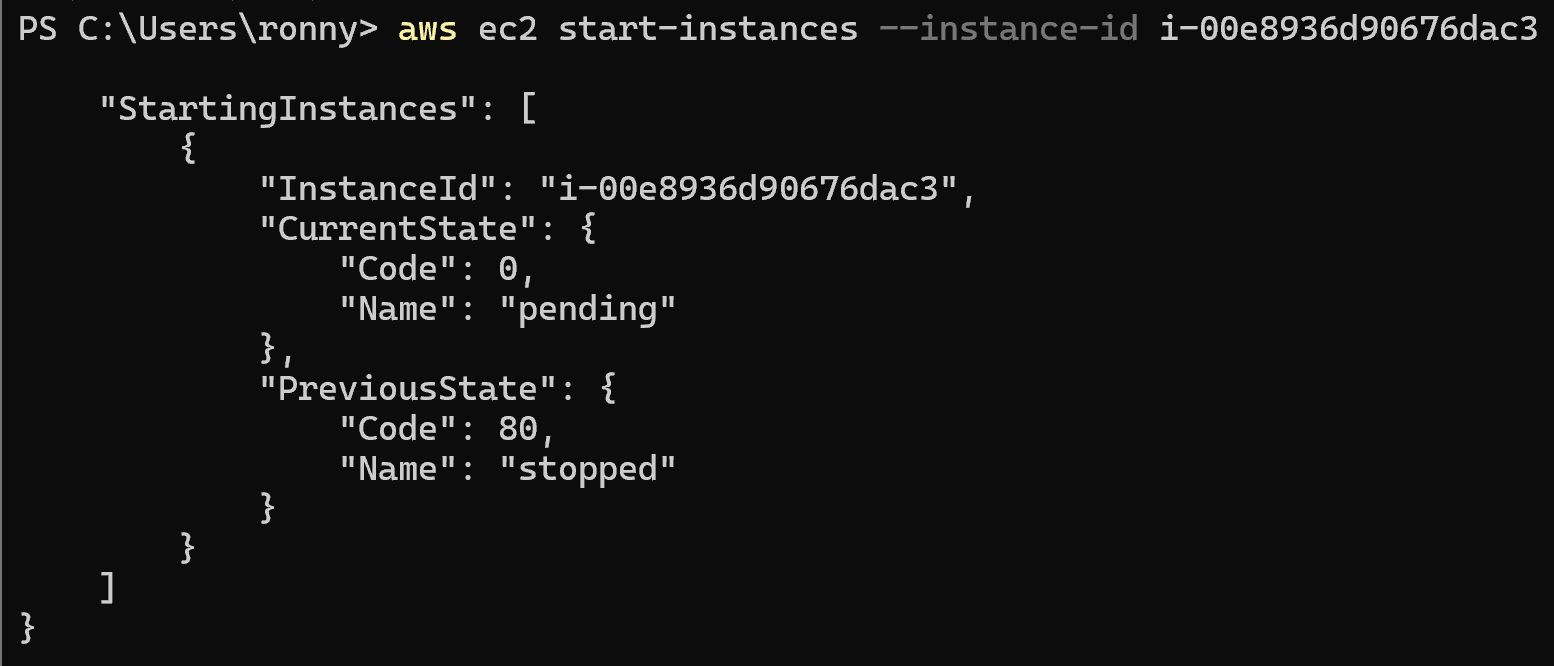 PS C:\Users\ronny> aws ec2 start-instances --instance-id i-00e8936d90676dac3
"StartingInstances": [
{
"InstanceId": "i-00e8936d90676dac3",
"CurrentState": {
"Code": 0,
"Name": "pending"
},
"PreviousState": {
"Code": 80,
"Name": "stopped"
}
}
]
}